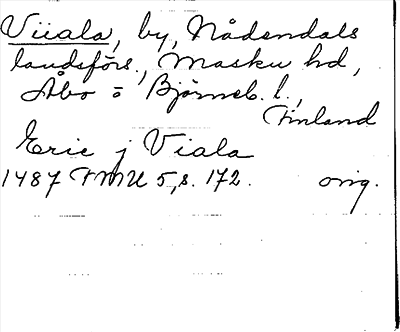 Viiala, by, Nådendals
landsförs., Masku hd,
Åbo o Björneb. l.,
Finland
Eric j Viala
1487 FMU 5, s. 172. orig.